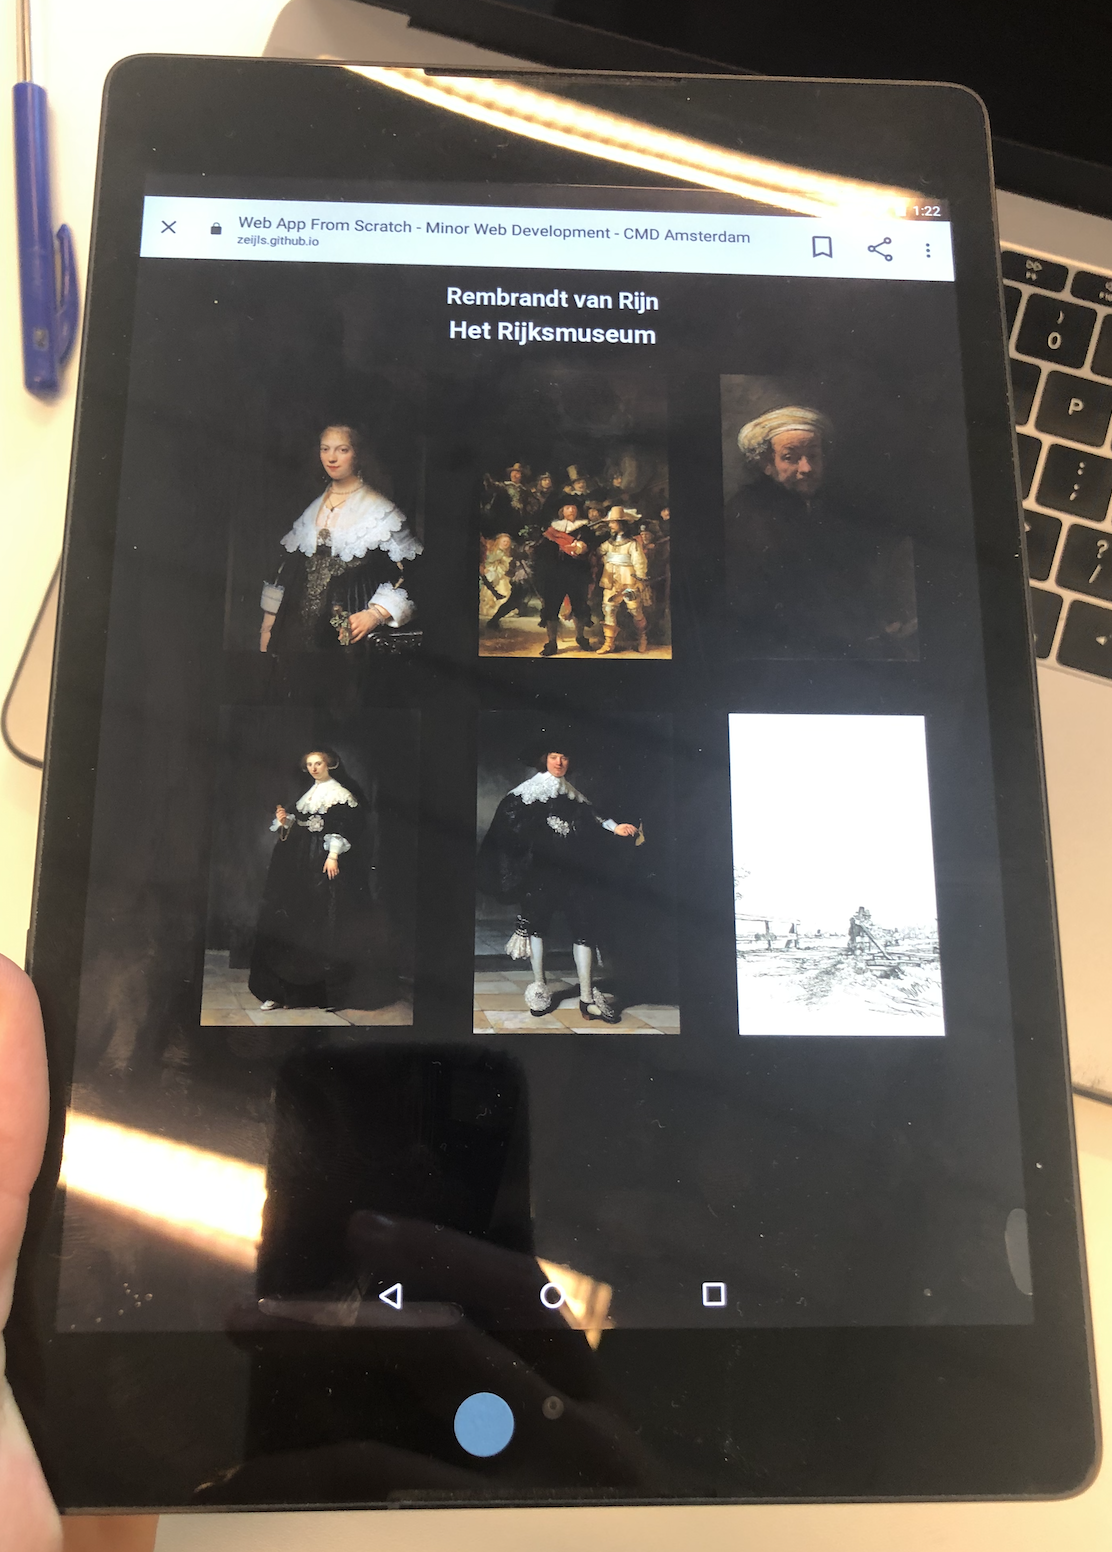 1:22
Web App From Scratch - Minor Web Development - CMD Amsterdam
zeijls.github.io
Rembrandt van Rijn
Het Rijksmuseum
)
0
P
:
;
?
/